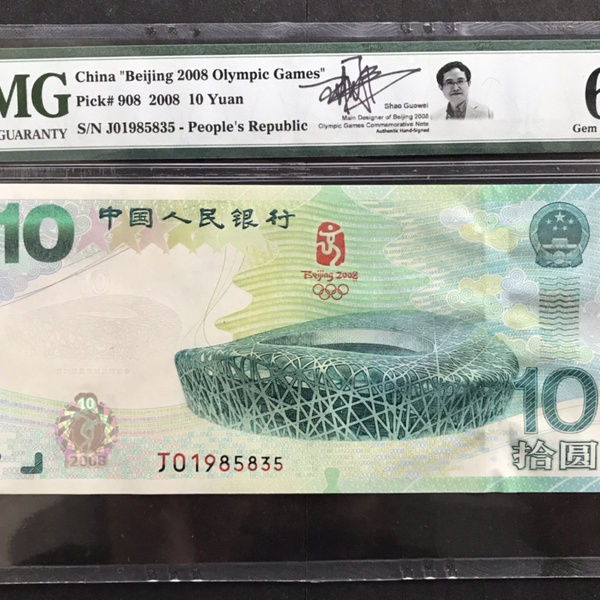 MG
GUARANTY
China "Beijing 2008 Olympic Games"
Pick# 908 2008 10 Yuan
S/N J01985835 - People's Republic
Shao Guowei
Main Designer of Beijing 2008
Olympic Games Commemorative Note
Authentic Hand-Signed
6
Gem
10
中国人民银行
Beijing 2008
10
2008
J01985835
10
拾圆